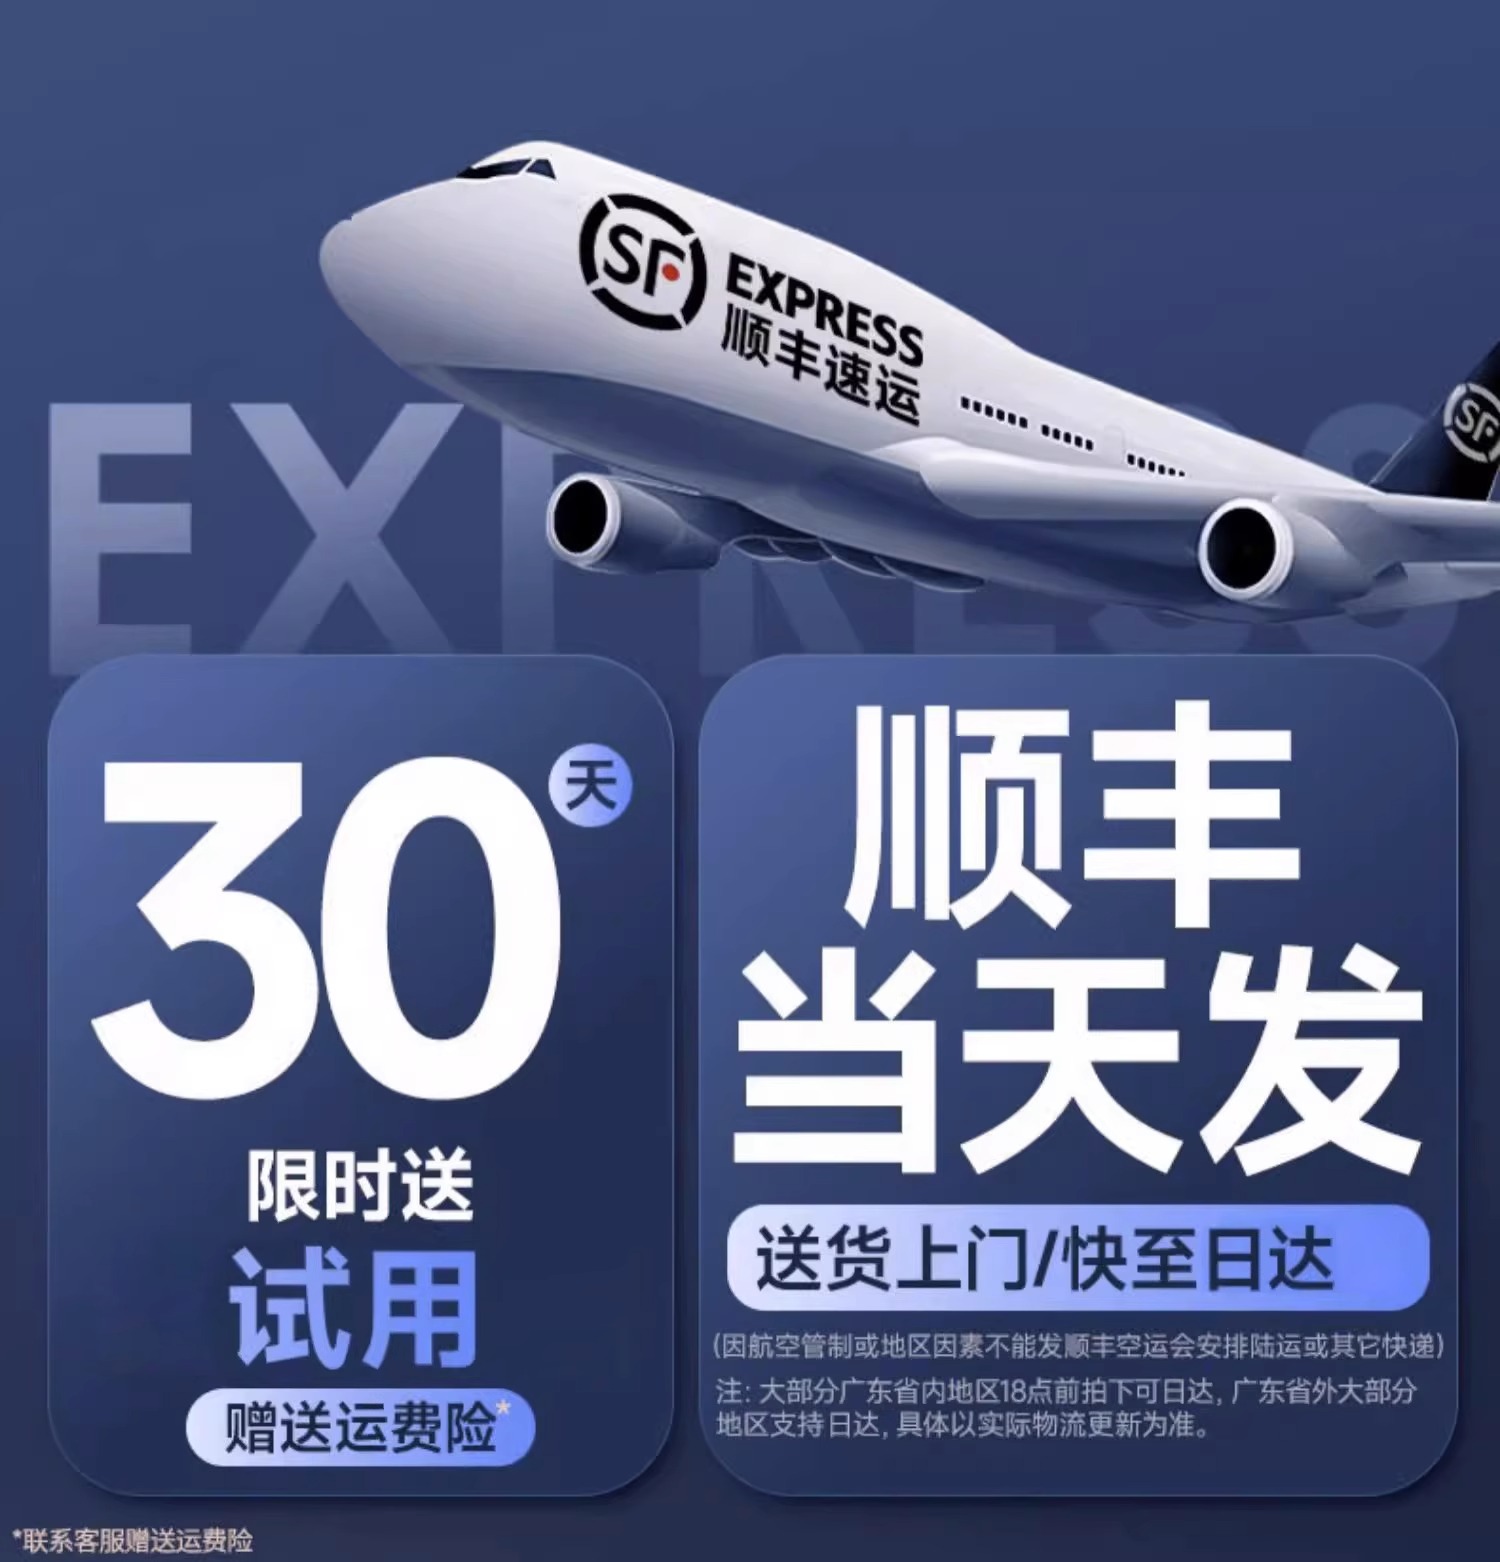 SF EXPRESS
顺丰速运
SF
EXPRESS
30天
限时送
试用
赠送运费险*
顺丰
当天发
送货上门/快至日达
(因航空管制或地区因素不能发顺丰空运会安排陆运或其它快递)
注: 大部分广东省内地区18点前拍下可日达, 广东省外大部分
地区支持日达, 具体以实际物流更新为准。
*联系客服赠送运费险